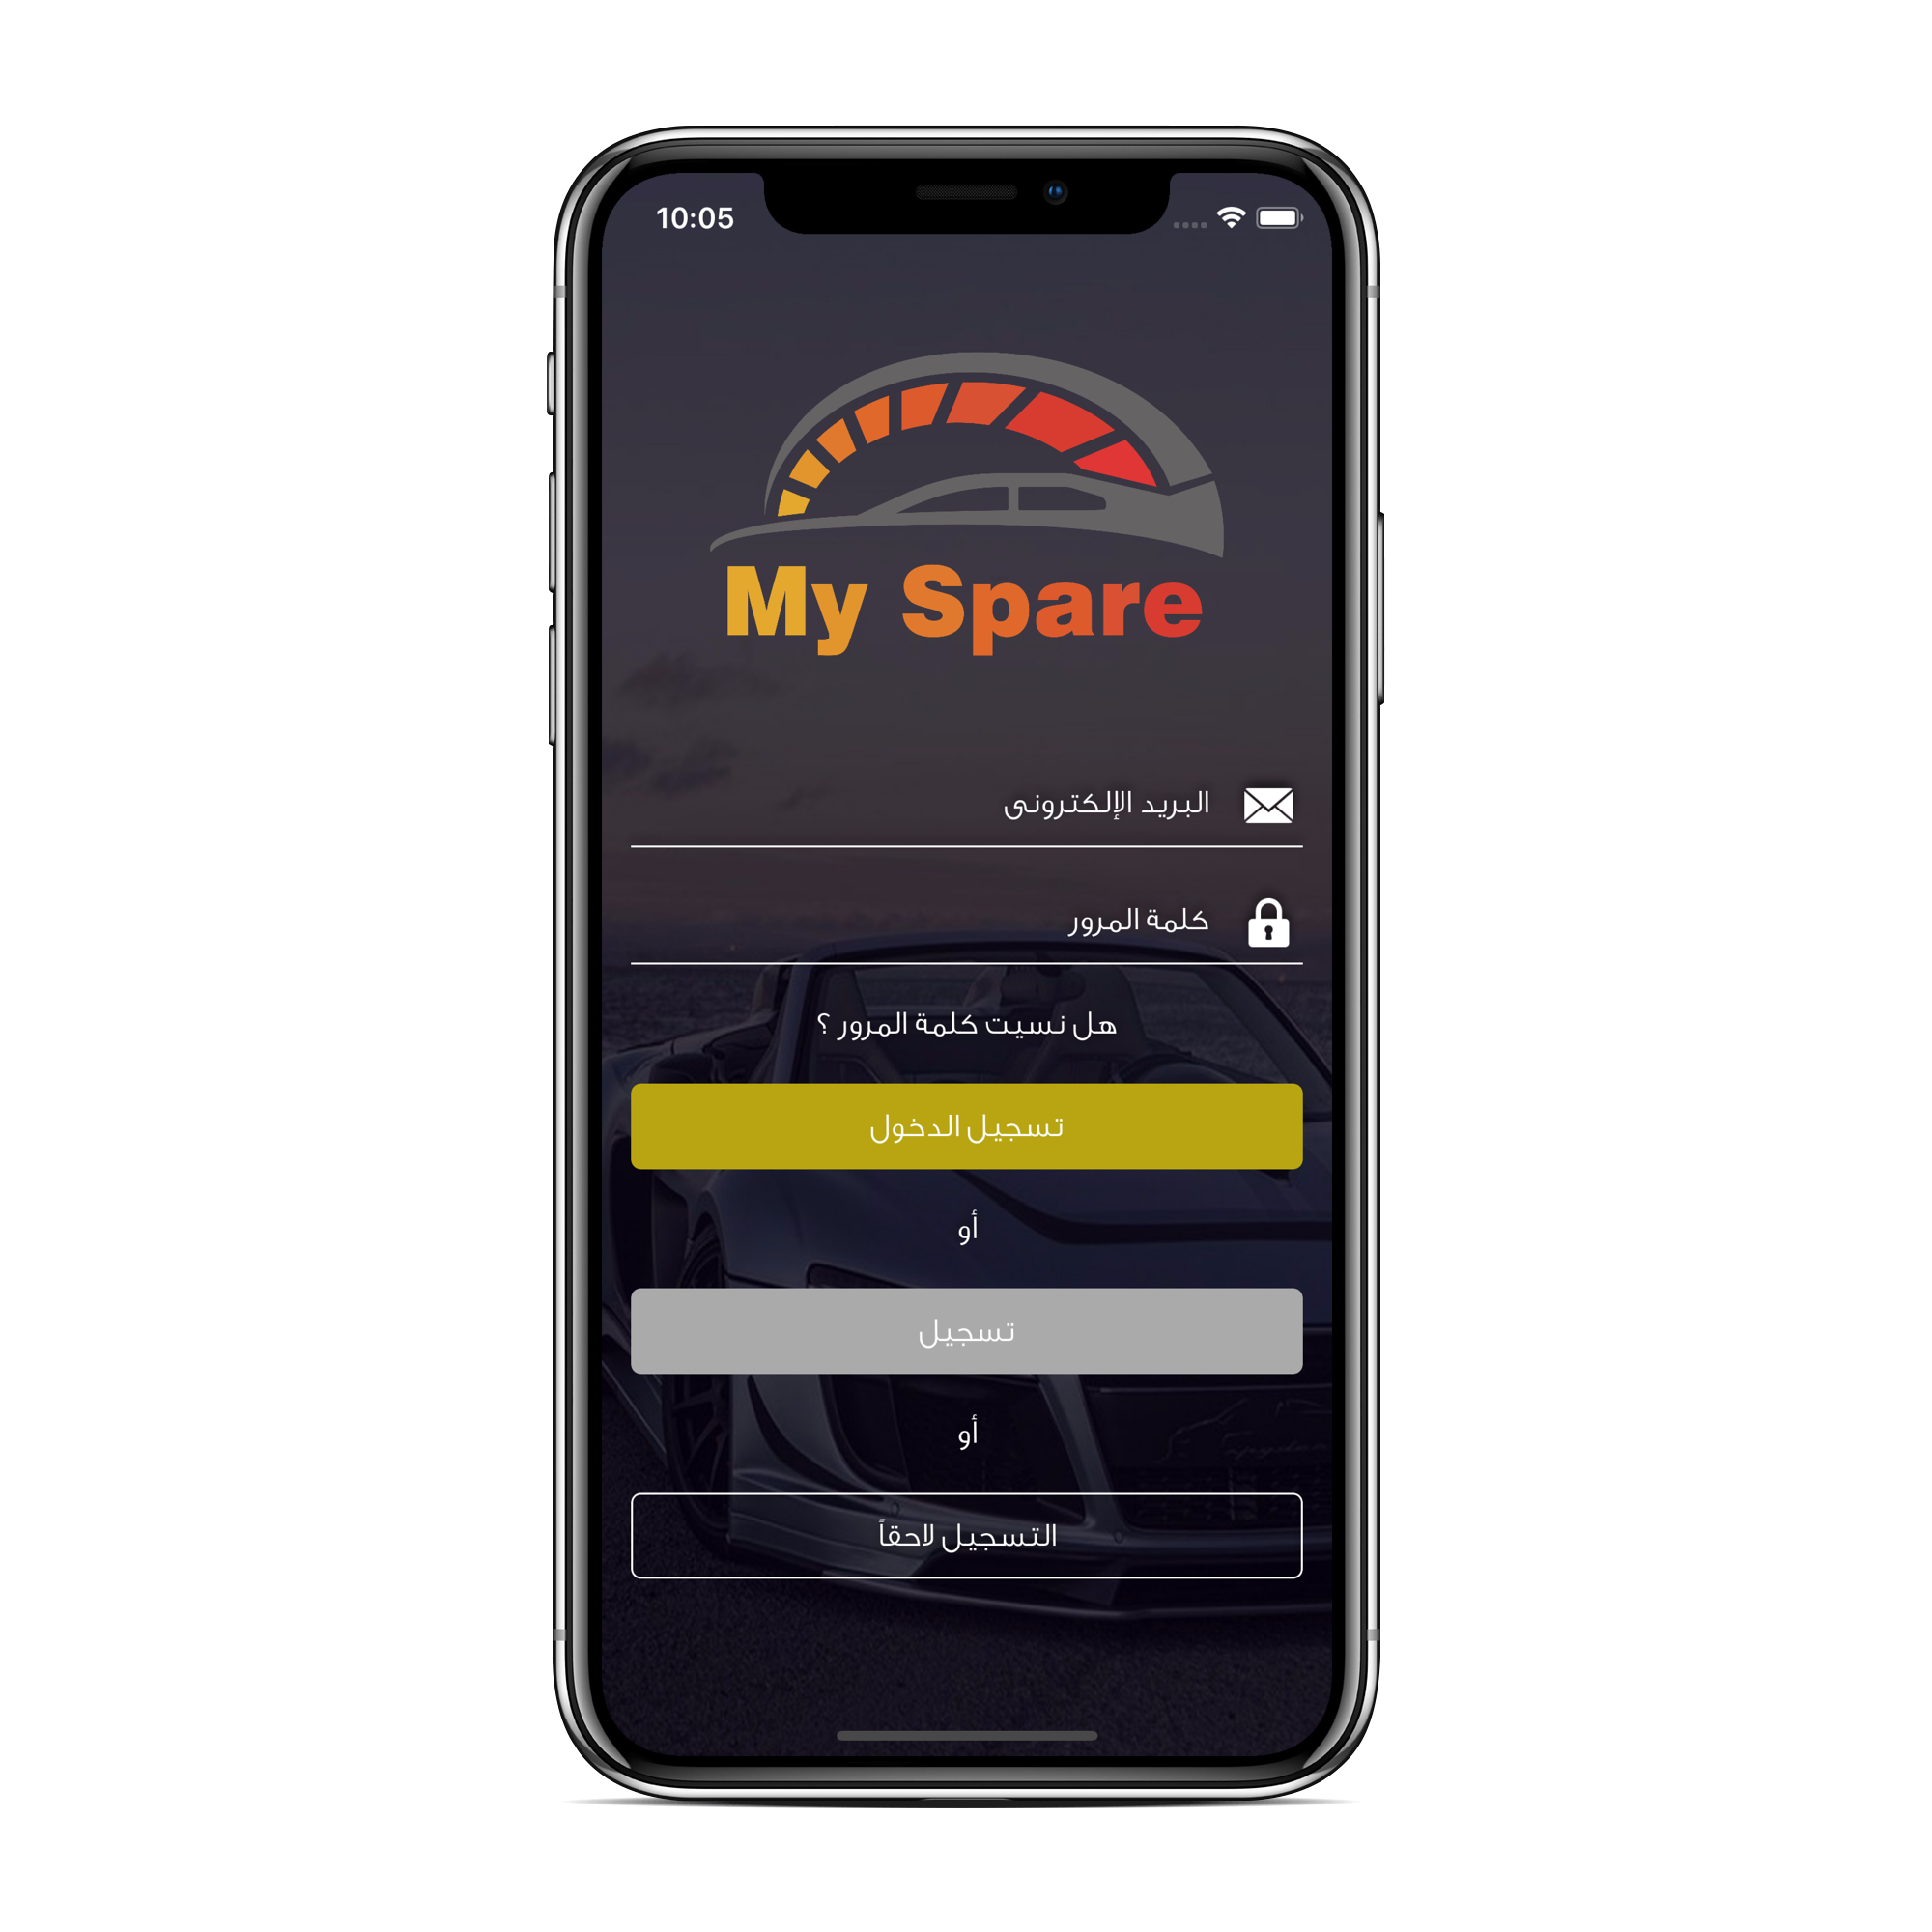 10:05
My Spare
البريد الإلكترونى
كلمة المرور
هل نسيت كلمة المرور ؟
تسجيل الدخول
أو
تسجيل
أو
التسجيل لاحقاً